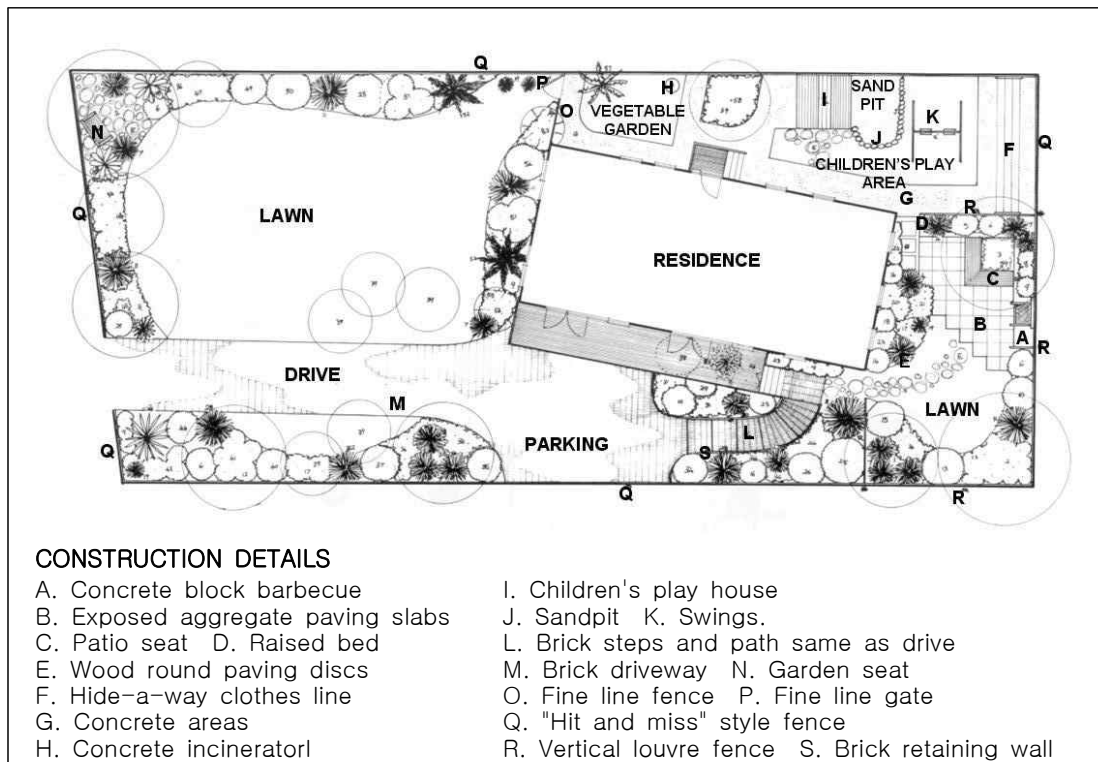 Q
P
H
SAND
PIT
I
K
O
VEGETABLE
GARDEN
J
F
Q
N
CHILDREN'S PLAY
AREA
G
R
Q
LAWN
D
RESIDENCE
C
B
A
R
E
DRIVE
M
LAWN
L
PARKING
S
Q
Q
R
CONSTRUCTION DETAILS
A. Concrete block barbecue
B. Exposed aggregate paving slabs
C. Patio seat D. Raised bed
E. Wood round paving discs
F. Hide-a-way clothes line
G. Concrete areas
H. Concrete incineratorl
I. Children's play house
J. Sandpit K. Swings.
L. Brick steps and path same as drive
M. Brick driveway N. Garden seat
O. Fine line fence P. Fine line gate
Q. "Hit and miss" style fence
R. Vertical louvre fence S. Brick retaining wall